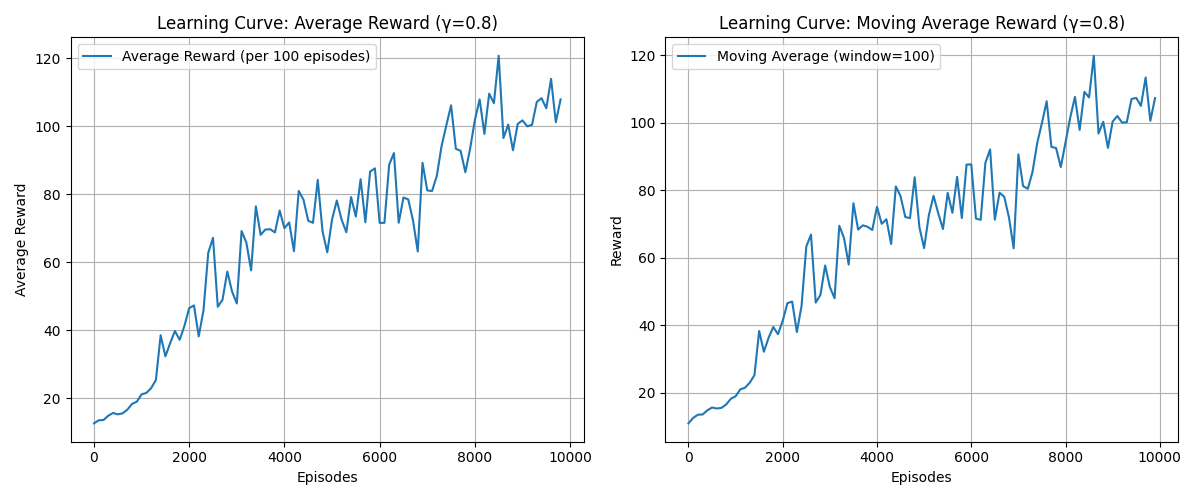 Learning Curve: Average Reward (γ=0.8)
Average Reward (per 100 episodes)
Average Reward
120
100
80
60
40
20
0 2000 4000 6000 8000 10000
Episodes
Learning Curve: Moving Average Reward (γ=0.8)
Moving Average (window=100)
Reward
120
100
80
60
40
20
0 2000 4000 6000 8000 10000
Episodes